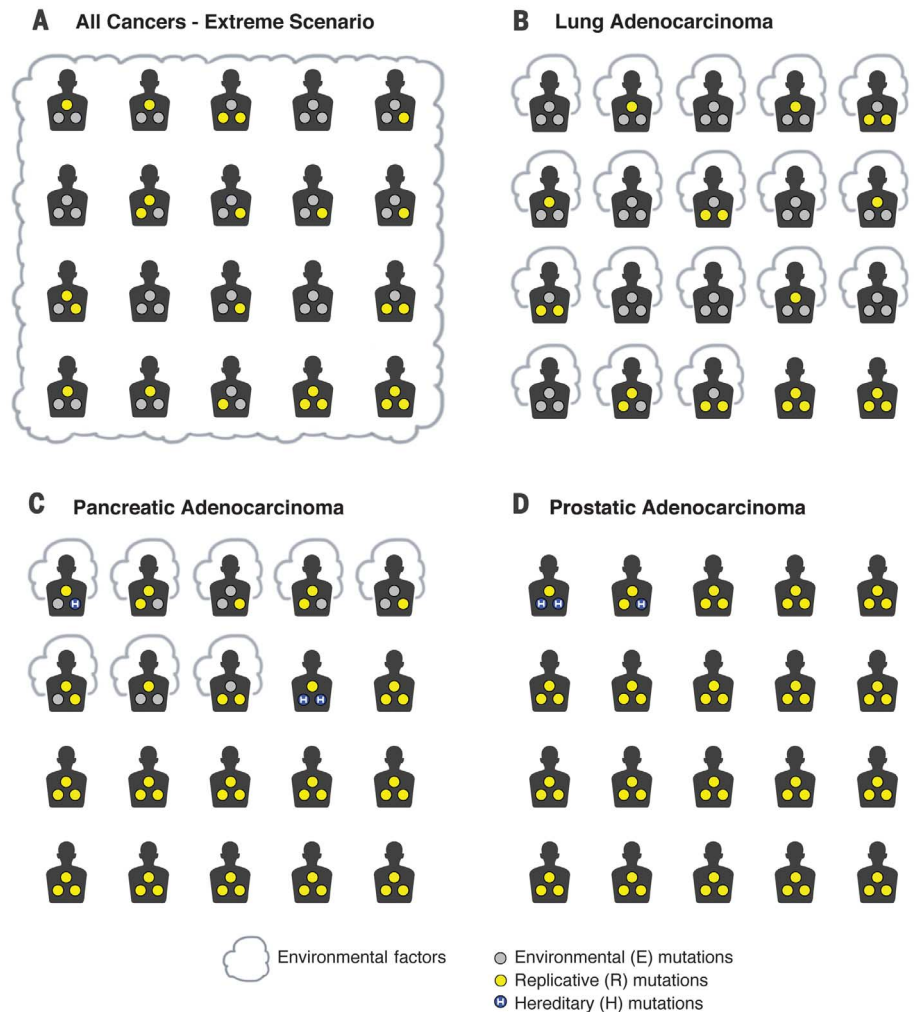 A All Cancers - Extreme Scenario
B Lung Adenocarcinoma
C Pancreatic Adenocarcinoma
H
H H
D Prostatic Adenocarcinoma
H H H
Environmental factors
Environmental (E) mutations
Replicative (R) mutations
H Hereditary (H) mutations